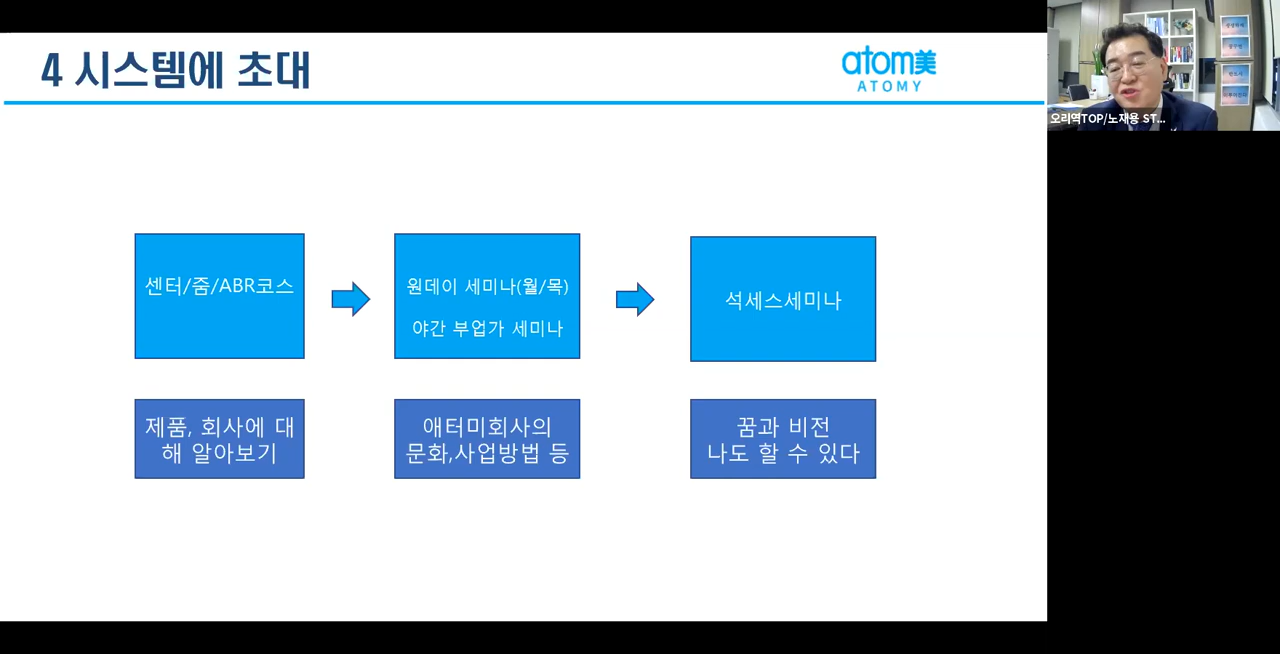 4 시스템에 초대
atom美
ATOMY
오리역TOP/노재용 ST...
센터/줌/ABR코스
원데이 세미나(월/목)
야간 부업가 세미나
석세스세미나
제품, 회사에 대
해 알아보기
애터미회사의
문화,사업방법 등
꿈과 비전
나도 할 수 있다